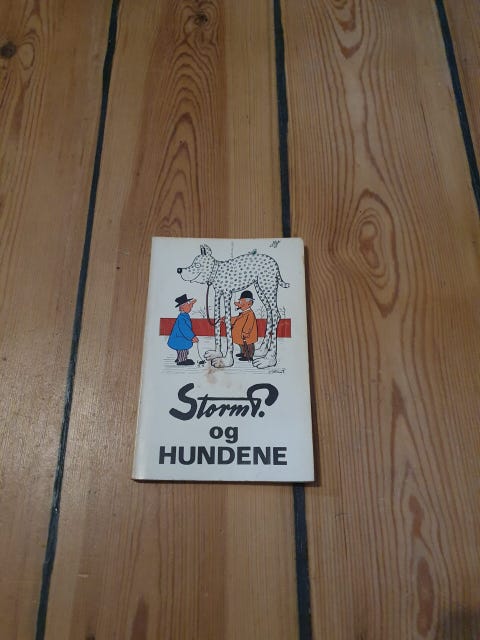 Storm P.
og
HUNDENE